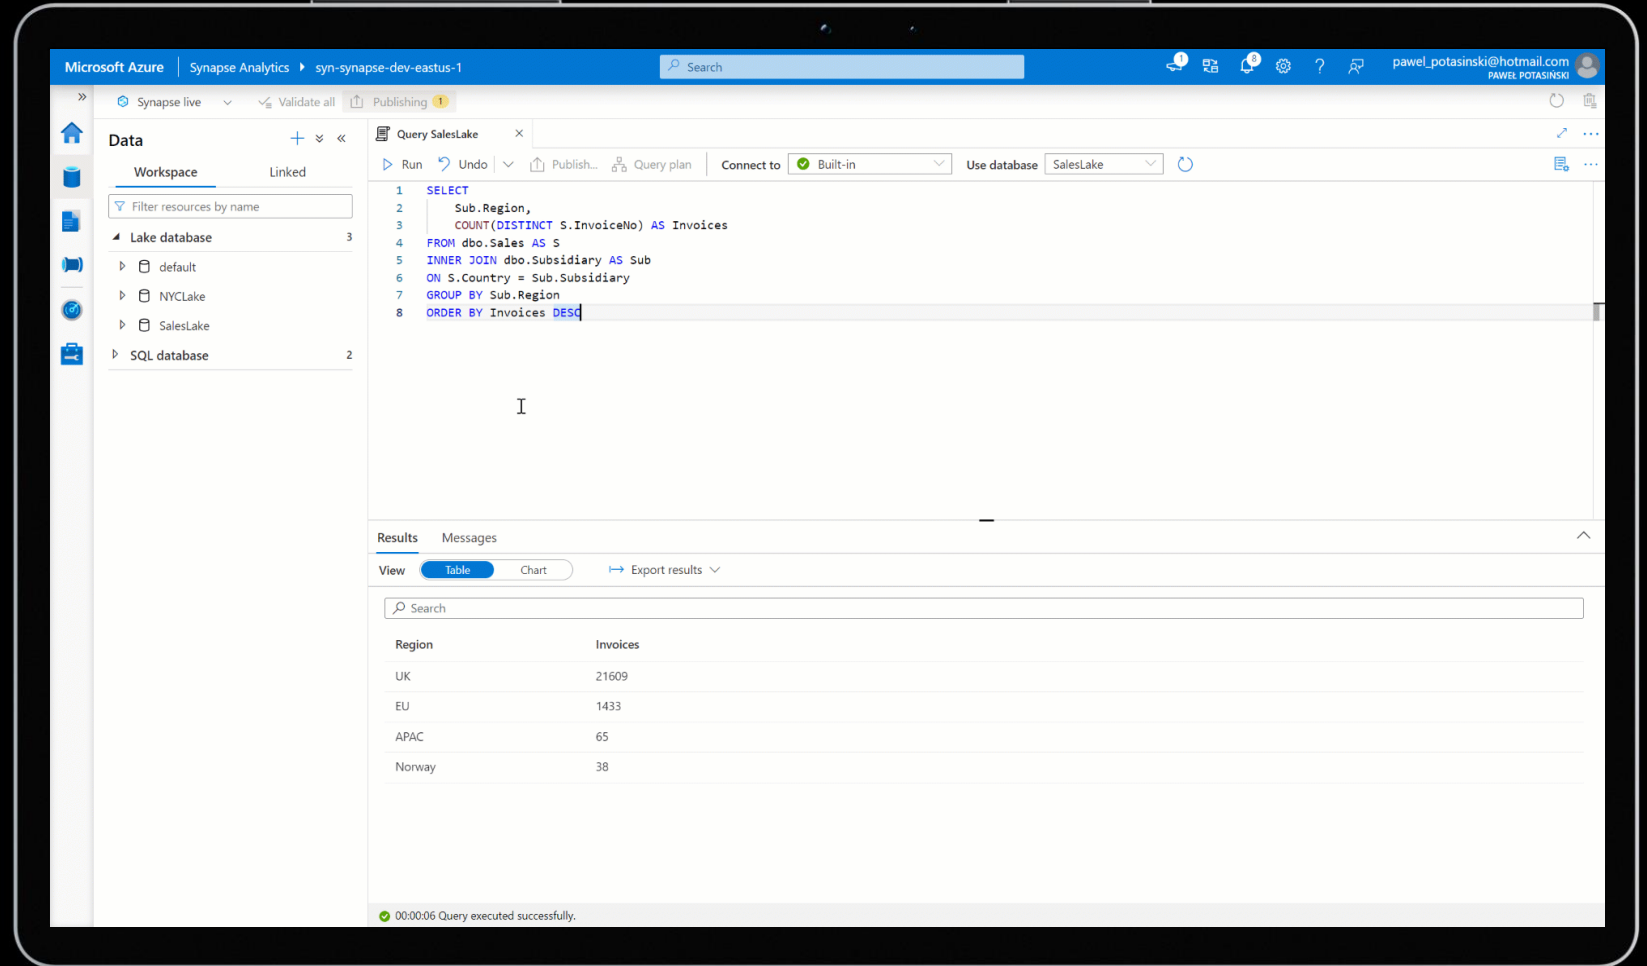 Microsoft Azure
Synapse Analytics
syn-synapse-dev-eastus-1
Search
1
8
?
pawel_potasinski@hotmail.com
PAWEŁ POTASIŃSKI
Synapse live
Validate all
Publishing 1
Data
Workspace
Linked
Filter resources by name
Lake database 3
default
NYCLake
SalesLake
SQL database 2
Query SalesLake
Run
Undo
Publish...
Query plan
Connect to
Built-in
Use database
SalesLake
1 SELECT
2 Sub.Region,
3 COUNT(DISTINCT S.InvoiceNo) AS Invoices
4 FROM dbo.Sales AS S
5 INNER JOIN dbo.Subsidiary AS Sub
6 ON S.Country = Sub.Subsidiary
7 GROUP BY Sub.Region
8 ORDER BY Invoices DESC
Results
Messages
View
Table
Chart
Export results
Search
Region Invoices
UK 21609
EU 1433
APAC 65
Norway 38
00:00:06 Query executed successfully.